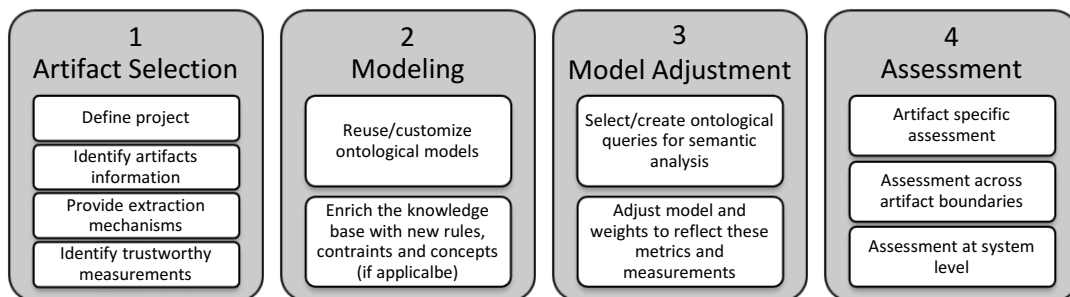 1
Artifact Selection
Define project
Identify artifacts
information
Provide extraction
mechanisms
Identify trustworthy
measurements
2
Modeling
Reuse/customize
ontological models
Enrich the knowledge
base with new rules,
contraints and concepts
(if applicalbe)
3
Model Adjustment
Select/create ontological
queries for semantic
analysis
Adjust model and
weights to reflect these
metrics and
measurements
4
Assessment
Artifact specific
assessment
Assessment across
artifact boundaries
Assessment at system
level